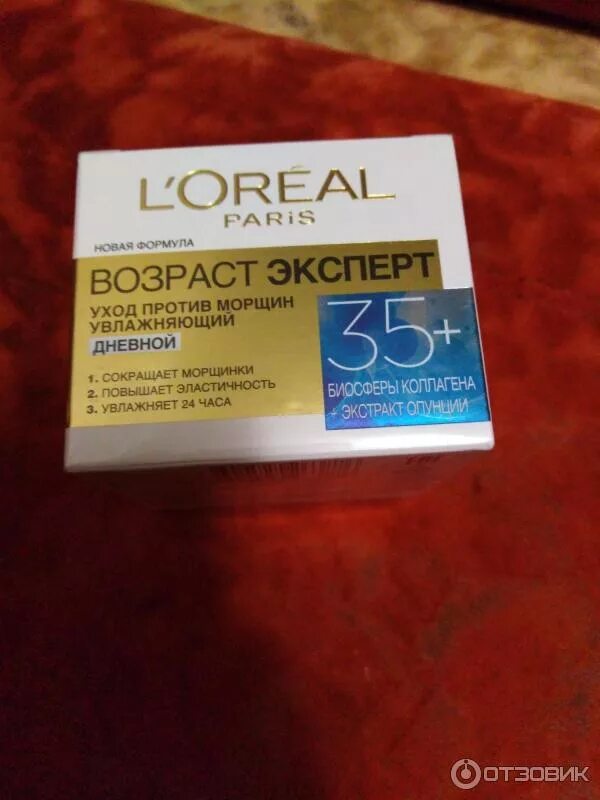 L'ORÉAL
PARIS
НОВАЯ ФОРМУЛА
ВОЗРАСТ ЭКСПЕРТ
УХОД ПРОТИВ МОРЩИН
УВЛАЖНЯЮЩИЙ
ДНЕВНОЙ
1. СОКРАЩАЕТ МОРЩИНКИ
2. ПОВЫШАЕТ ЭЛАСТИЧНОСТЬ
3. УВЛАЖНЯЕТ 24 ЧАСА
35+
БИОСФЕРЫ КОЛЛАГЕНА
+ ЭКСТРАКТ ОПУНЦИИ
ОТЗОВИК